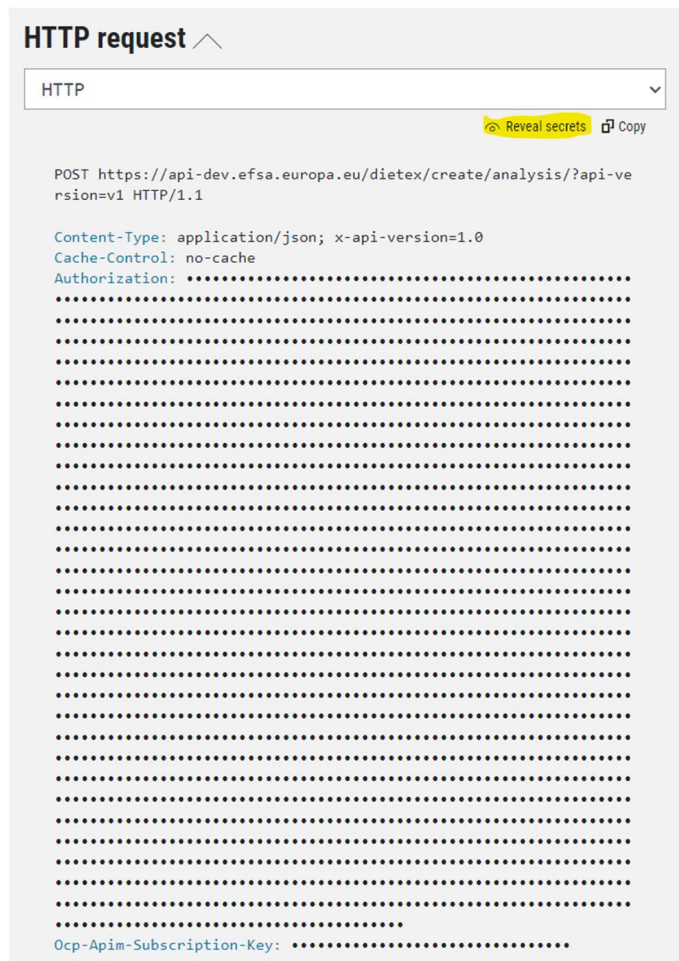 HTTP request
HTTP
Reveal secrets Copy
POST https://api-dev.efsa.europa.eu/dietex/create/analysis/?api-ve
rsion=v1 HTTP/1.1
Content-Type: application/json; x-api-version=1.0
Cache-Control: no-cache
Authorization:
Ocp-Apim-Subscription-Key: